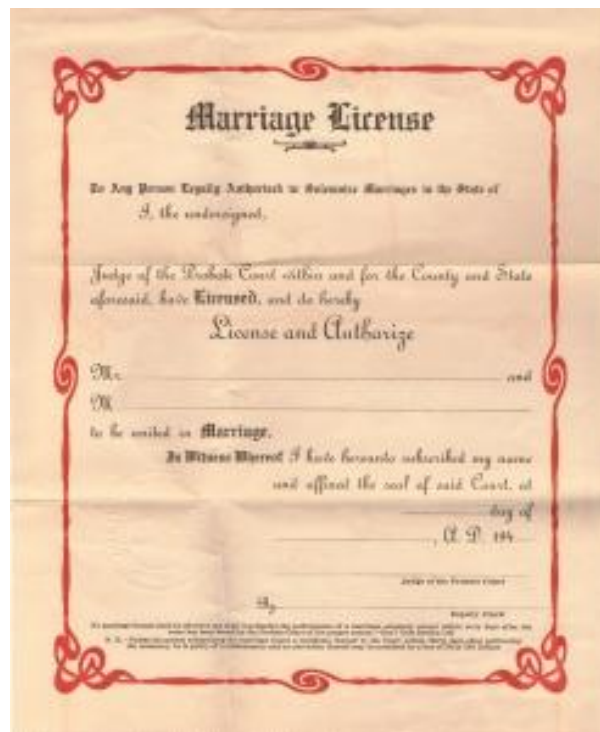 Marriage License
To Any Person Legally Authorized to Solemnize Marriages in the State of
I, the undersigned,
Judge of the Probate Court within and for the County and State
aforesaid, have Licensed, and do hereby
License and Authorize
Mr. and
M
to be united in Marriage.
In Witness Whereof, I have hereunto subscribed my name
and affixed the seal of said Court, at
day of
, A. D. 194
Judge of the Probate Court
By
Deputy Clerk